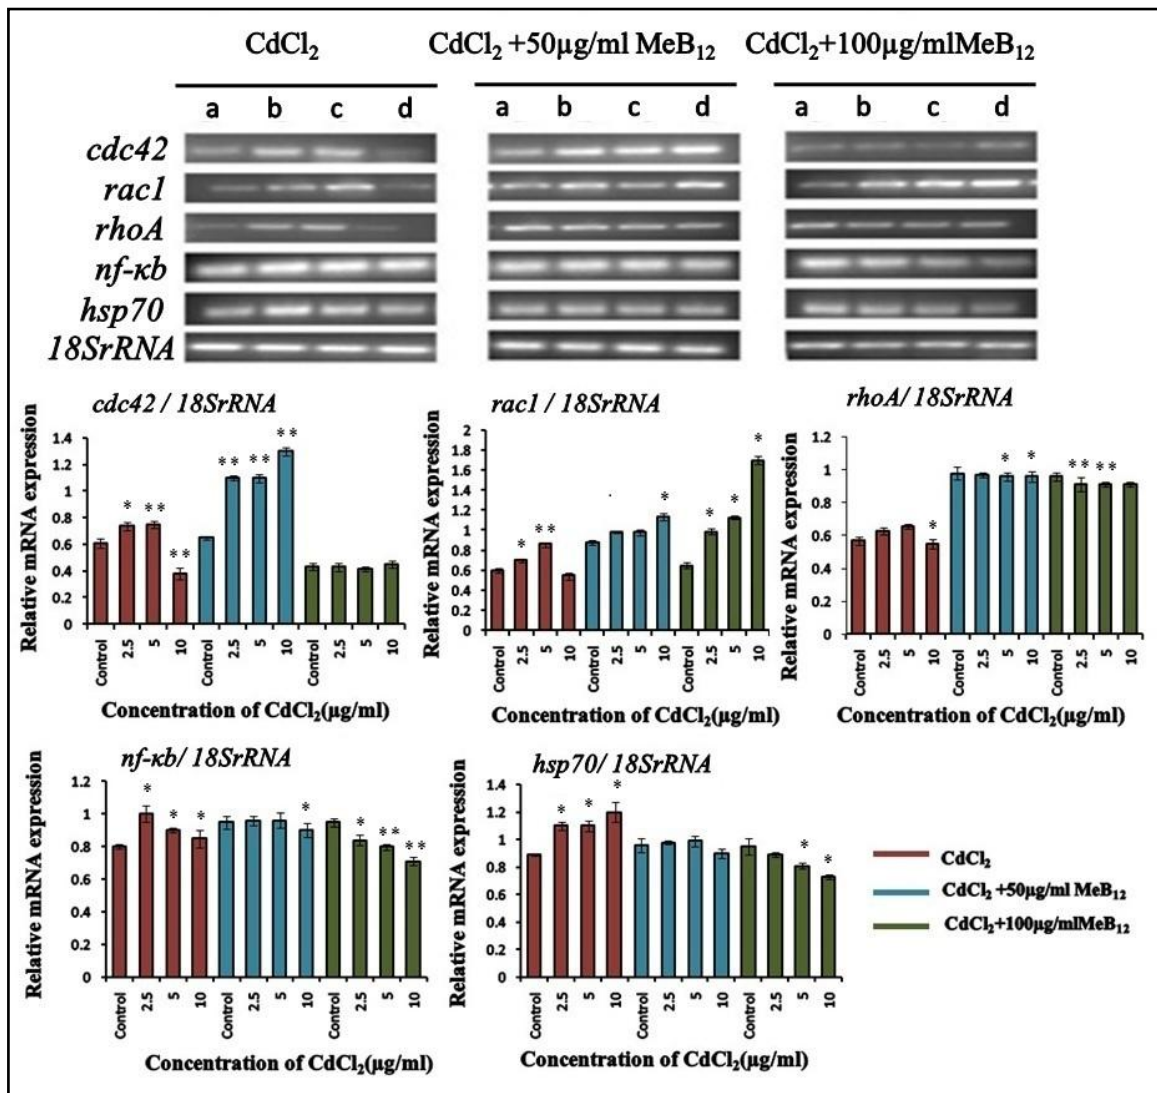 CdCl₂ CdCl₂ +50µg/ml MeB₁₂ CdCl₂+100µg/mlMeB₁₂
a b c d a b c d a b c d
cdc42
rac1
rhoA
nf-κb
hsp70
18SrRNA
cdc42 / 18SrRNA
Relative mRNA expression
1.4
1.2
1
0.8
0.6
0.4
0.2
0
* ** ** ** ** **
Control 2.5 5 10 Control 2.5 5 10 Control 2.5 5 10
Concentration of CdCl₂(µg/ml)
rac1 / 18SrRNA
Relative mRNA expression
2
1.8
1.6
1.4
1.2
1
0.8
0.6
0.4
0.2
0
* ** * * * *
Control 2.5 5 10 Control 2.5 5 10 Control 2.5 5 10
Concentration of CdCl₂(µg/ml)
rhoA/ 18SrRNA
Relative mRNA expression
1.2
1
0.8
0.6
0.4
0.2
0
* * * ** **
Control 2.5 5 10 Control 2.5 5 10 Control 2.5 5 10
Concentration of CdCl₂(µg/ml)
nf-κb/ 18SrRNA
Relative mRNA expression
1.2
1
0.8
0.6
0.4
0.2
0
* * * * * ** **
Control 2.5 5 10 Control 2.5 5 10 Control 2.5 5 10
Concentration of CdCl₂(µg/ml)
hsp70/ 18SrRNA
Relative mRNA expression
1.4
1.2
1
0.8
0.6
0.4
0.2
0
* * * * *
Control 2.5 5 10 Control 2.5 5 10 Control 2.5 5 10
Concentration of CdCl₂(µg/ml)
CdCl₂
CdCl₂ +50µg/ml MeB₁₂
CdCl₂+100µg/mlMeB₁₂